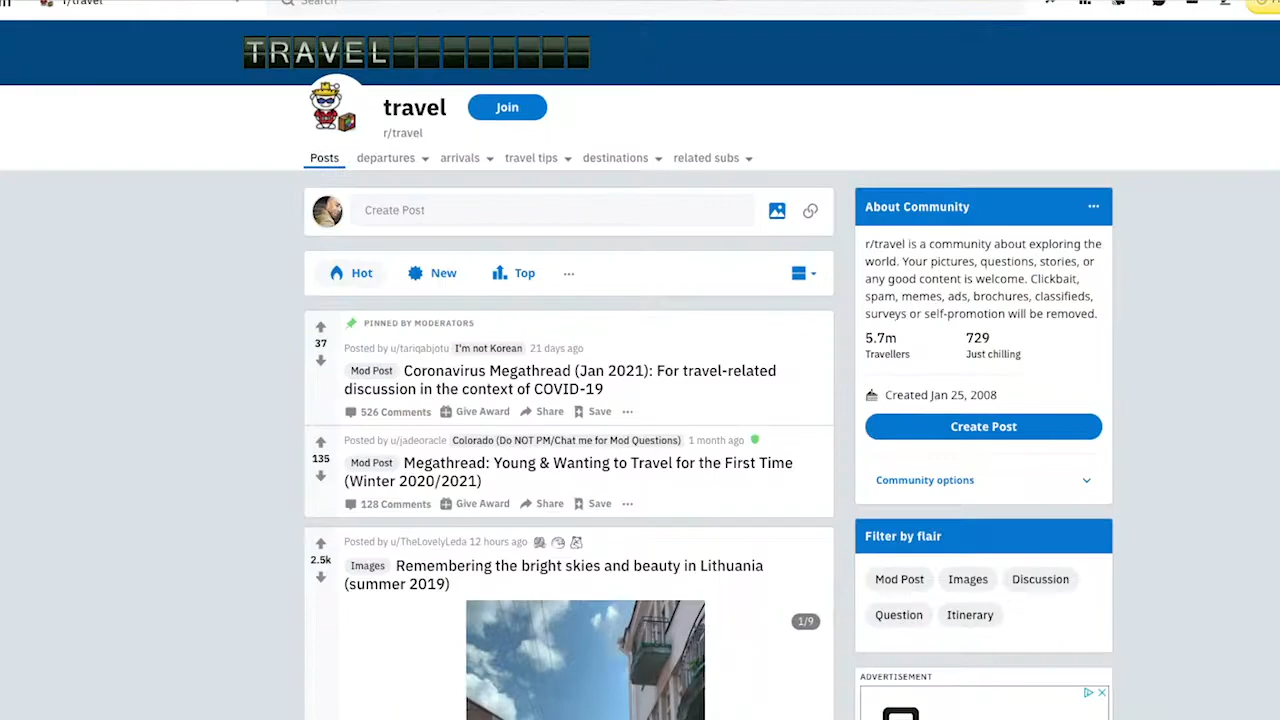 r/travel
Search
TRAVEL
travel
Join
r/travel
Posts
departures
arrivals
travel tips
destinations
related subs
Create Post
Hot
New
Top
PINNED BY MODERATORS
37
Posted by u/tariqabjotu I'm not Korean 21 days ago
Mod Post Coronavirus Megathread (Jan 2021): For travel-related
discussion in the context of COVID-19
526 Comments Give Award Share Save
135
Posted by u/jadeoracle Colorado (Do NOT PM/Chat me for Mod Questions) 1 month ago
Mod Post Megathread: Young & Wanting to Travel for the First Time
(Winter 2020/2021)
128 Comments Give Award Share Save
2.5k
Posted by u/TheLovelyLeda 12 hours ago
Images Remembering the bright skies and beauty in Lithuania
(summer 2019)
1/9
About Community
r/travel is a community about exploring the
world. Your pictures, questions, stories, or
any good content is welcome. Clickbait,
spam, memes, ads, brochures, classifieds,
surveys or self-promotion will be removed.
5.7m 729
Travellers Just chilling
Created Jan 25, 2008
Create Post
Community options
Filter by flair
Mod Post Images Discussion
Question Itinerary
ADVERTISEMENT